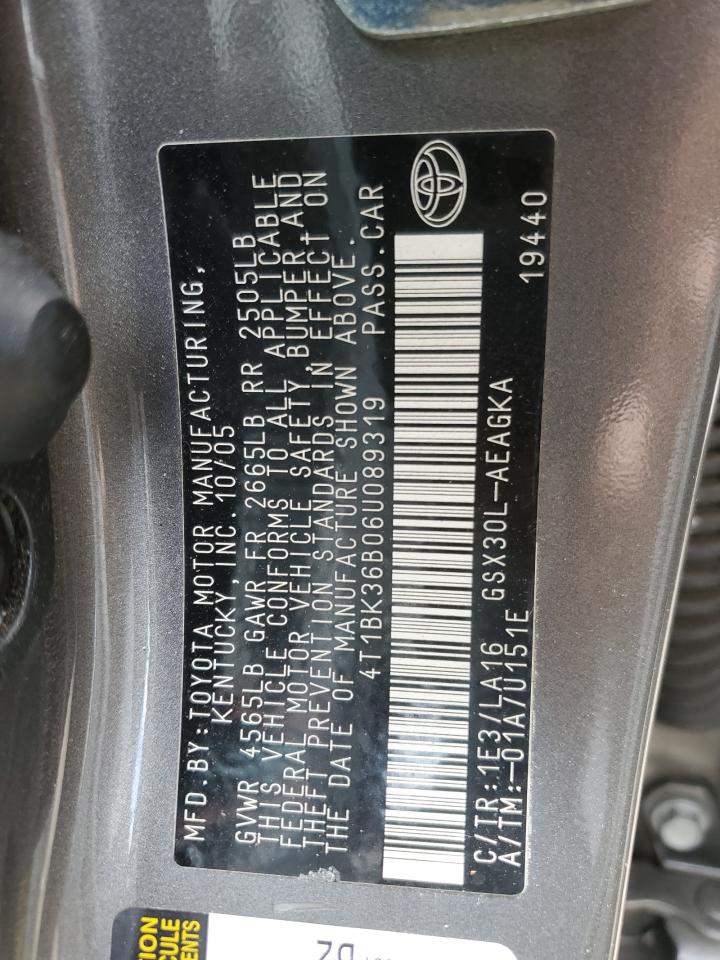 MFD.BY:TOYOTA MOTOR MANUFACTURING,
KENTUCKY, INC. 10/05
GVWR 4565LB GAWR FR 2665LB RR 2505LB
THIS VEHICLE CONFORMS TO ALL APPLICABLE
FEDERAL MOTOR VEHICLE SAFETY, BUMPER AND
THEFT PREVENTION STANDARDS IN EFFECT ON
THE DATE OF MANUFACTURE SHOWN ABOVE.
4T1BK36B06U089319 PASS.CAR
C/TR:1E3/LA16 GSX30L-AEAGKA
A/TM:-01A/U151E 19440